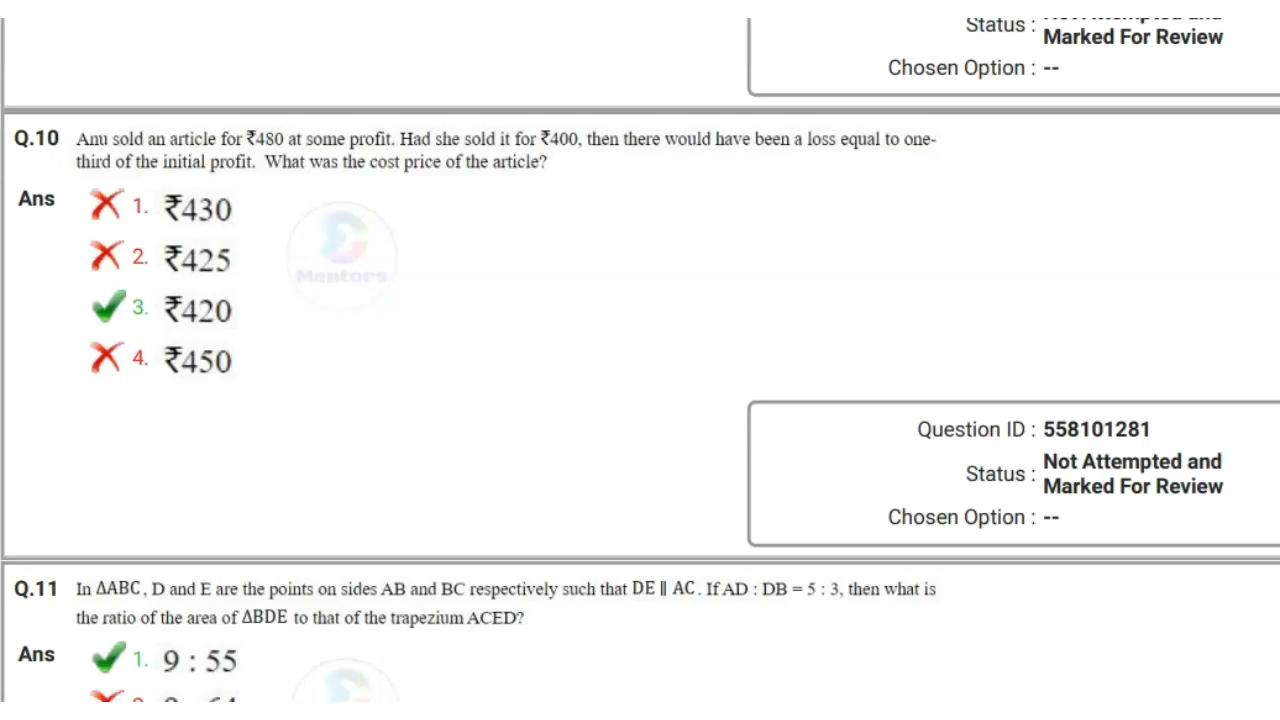 Status :
Marked For Review
Chosen Option : --
Q.10 Anu sold an article for ₹480 at some profit. Had she sold it for ₹400, then there would have been a loss equal to one-
third of the initial profit. What was the cost price of the article?
Ans 1. ₹430
2. ₹425
Mentors
3. ₹420
4. ₹450
Question ID : 558101281
Status : Not Attempted and
Marked For Review
Chosen Option : --
Q.11 In ΔABC, D and E are the points on sides AB and BC respectively such that DE ∥ AC. If AD : DB = 5 : 3, then what is
the ratio of the area of ΔBDE to that of the trapezium ACED?
Ans 1. 9 : 55